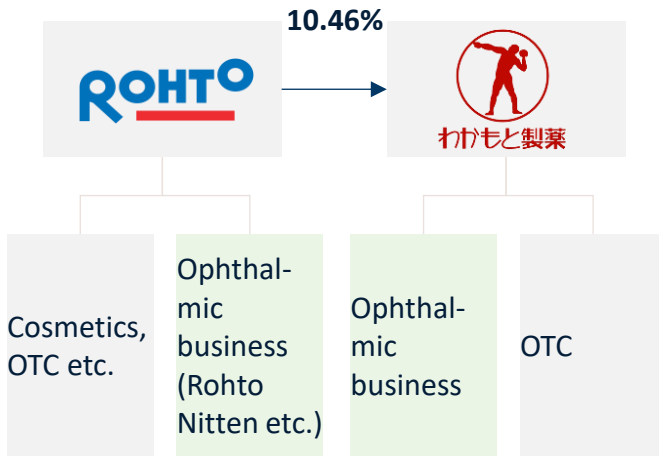 10.46%
ROHTO
わかもと製薬
Cosmetics,
OTC etc.
Ophthal-
mic
business
(Rohto
Nitten etc.)
Ophthal-
mic
business
OTC